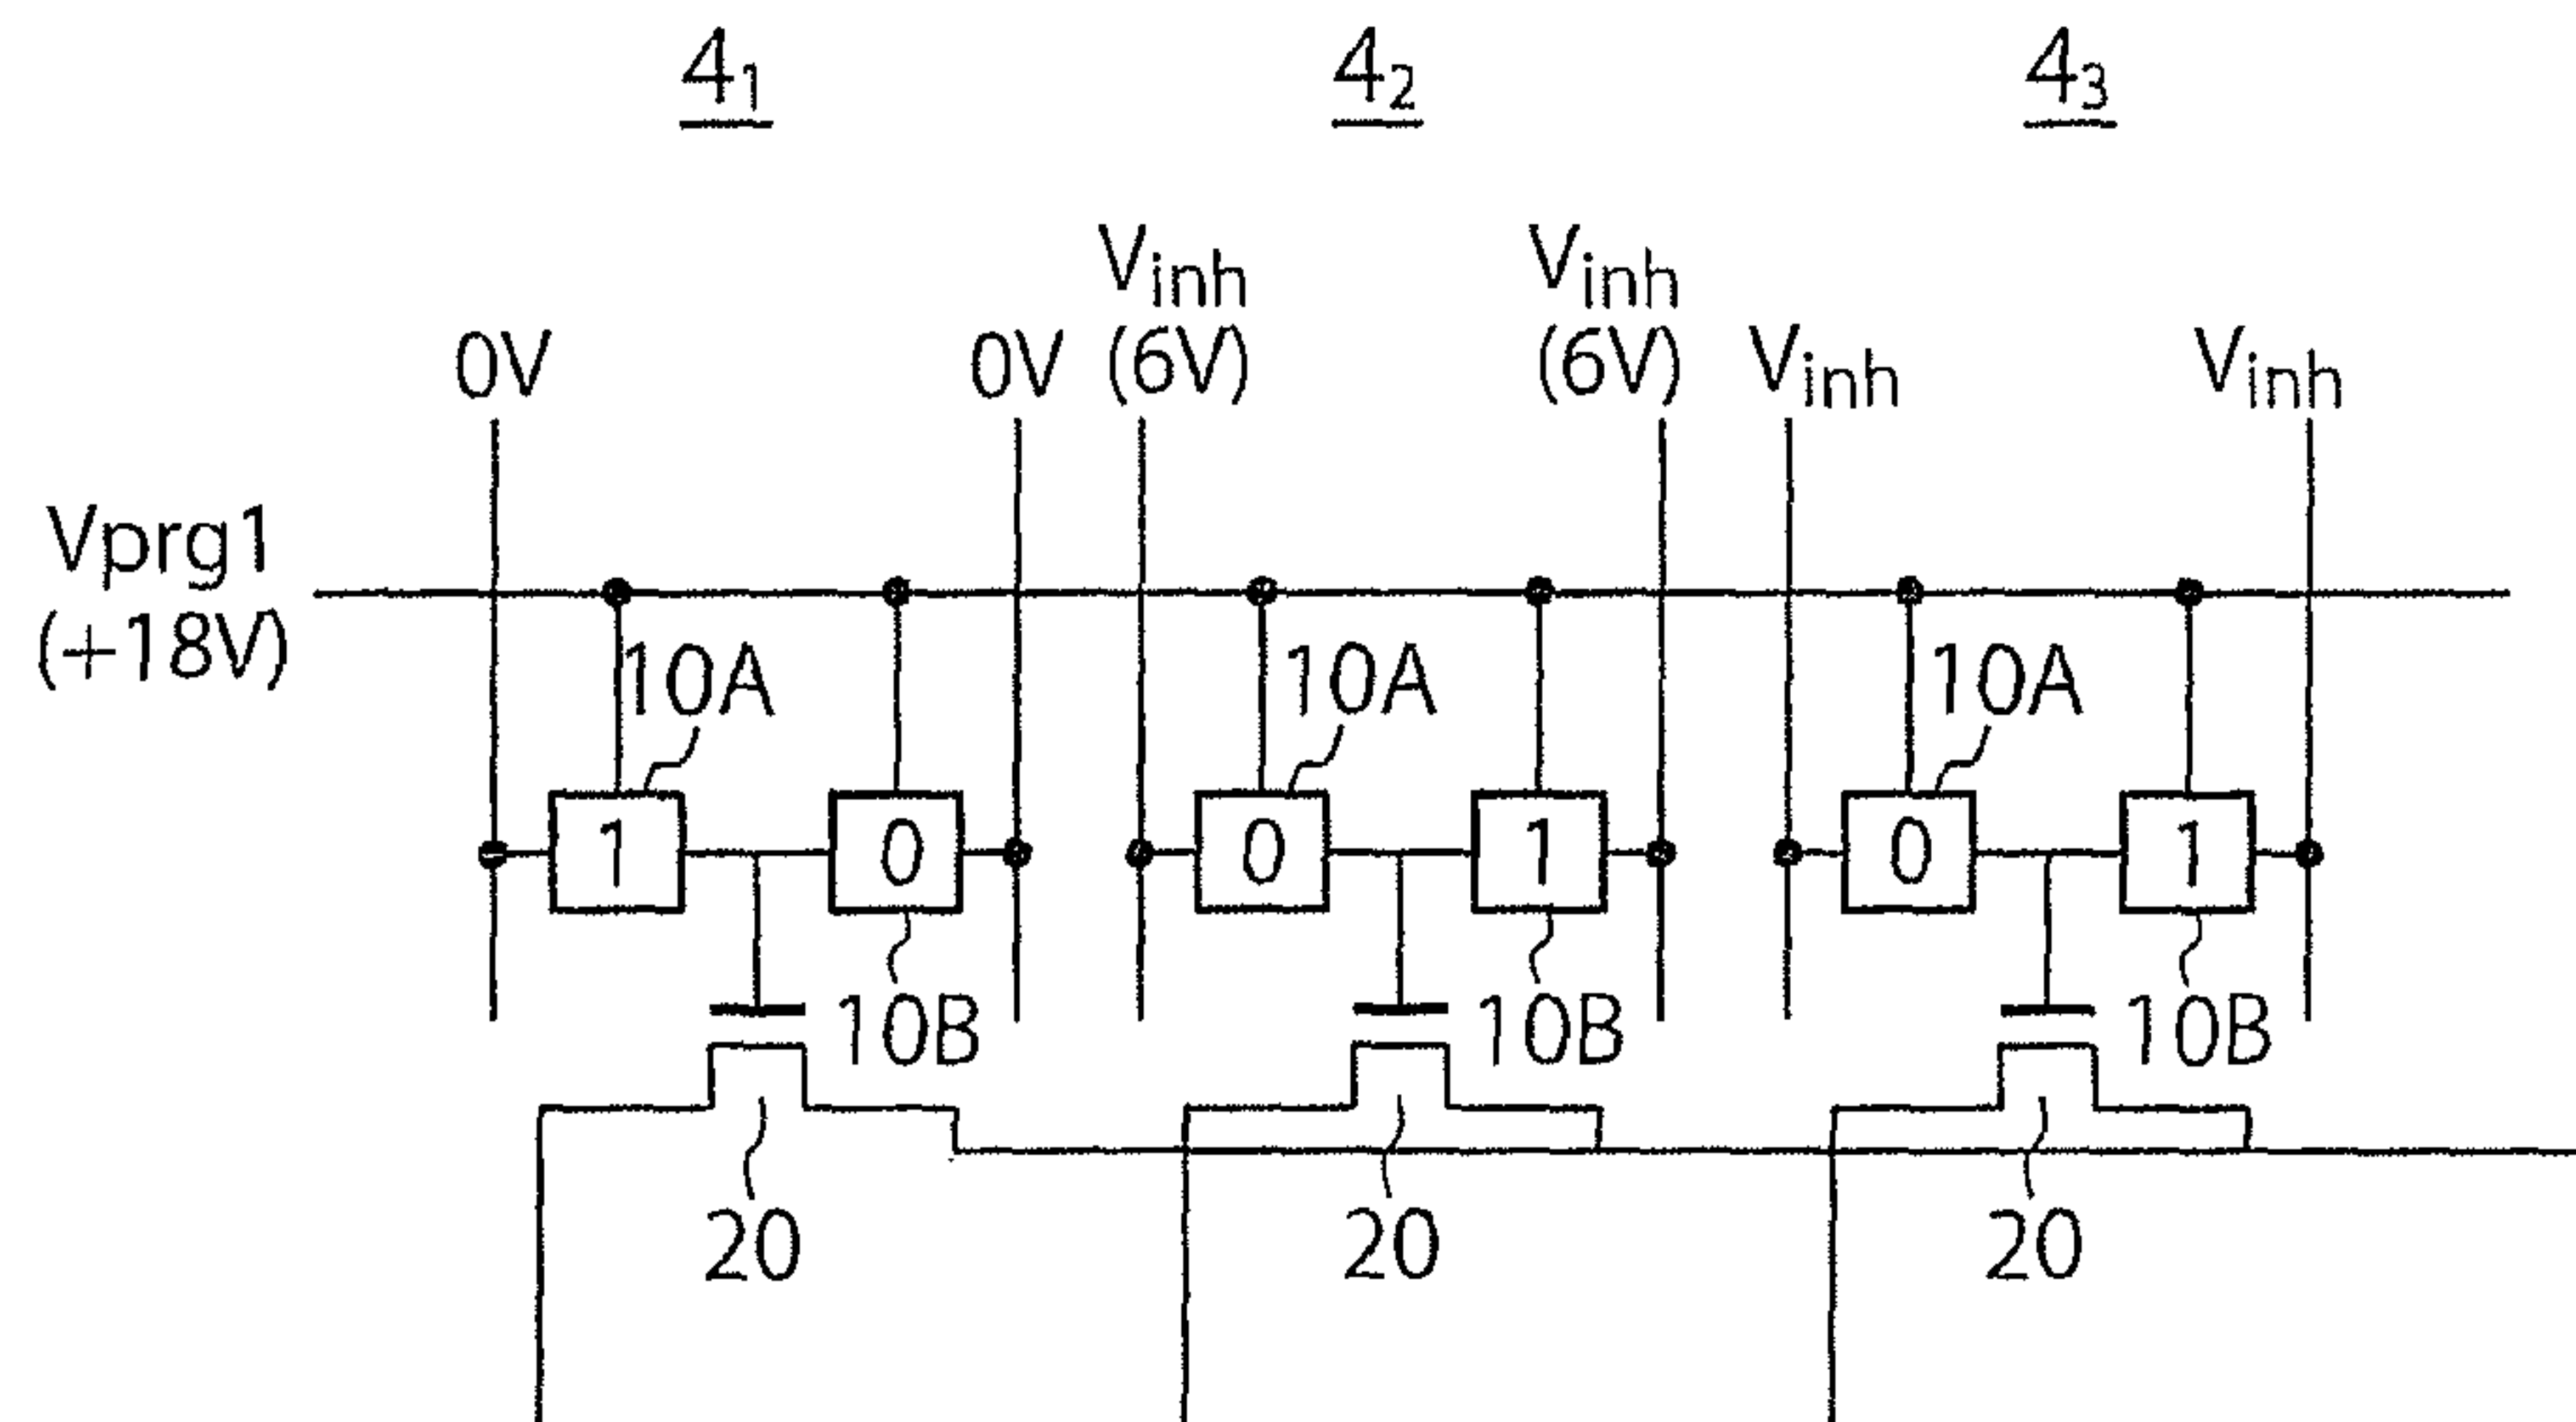 4₁ 4₂ 4₃
Vinh Vinh
0V 0V (6V) (6V) Vinh Vinh
Vprg1
(+18V)
10A 10A 10A
1 0 0 1 0 1
10B 10B 10B
20 20 20